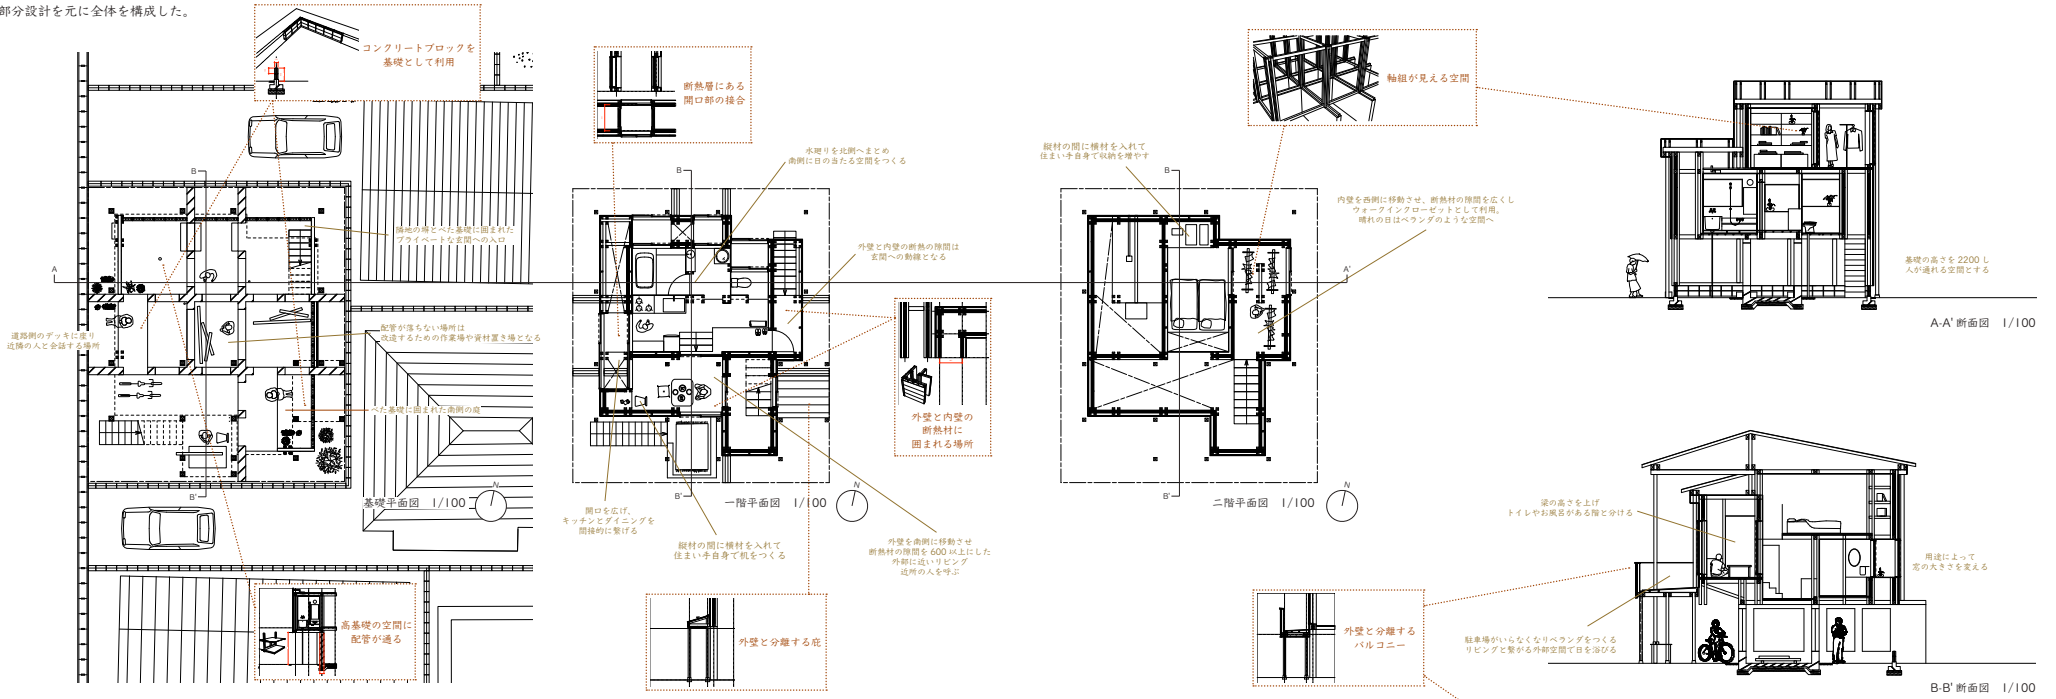 部分設計を元に全体を構成した。
コンクリートブロックを
基礎として利用
B
隣地の塀とべた基礎に囲まれた
プライベートな玄関への入口
A
道路側のデッキに座り
近隣の人と会話する場所
配管が落ちない場所は
改造するための作業場や資材置き場となる
べた基礎に囲まれた南側の庭
B'
基礎平面図 1/100
N
高基礎の空間に
配管が通る
断熱層にある
開口部の接合
水廻りを北側へまとめ
南側に日の当たる空間をつくる
B
外壁と内壁の断熱の隙間は
玄関への動線となる
外壁と内壁の
断熱材に
囲まれる場所
B'
一階平面図 1/100
N
開口を広げ、
キッチンとダイニングを
間接的に繋げる
縦材の間に横材を入れて
住まい手自身で机をつくる
外壁を南側に移動させ
断熱材の隙間を600以上にした
外部に近いリビング
近所の人を呼ぶ
外壁と分離する庇
軸組が見える空間
縦材の間に横材を入れて
住まい手自身で収納を増やす
B
内壁を西側に移動させ、断熱材の隙間を広くし
ウォークインクローゼットとして利用。
晴れの日はベランダのような空間へ
A'
B'
二階平面図 1/100
N
外壁と分離する
バルコニー
基礎の高さを2200し
人が通れる空間とする
A-A'断面図 1/100
梁の高さを上げ
トイレやお風呂がある階と分ける
用途によって
窓の大きさを変える
駐車場がいらなくなりベランダをつくる
リビングと繋がる外部空間で日を浴びる
B-B'断面図 1/100